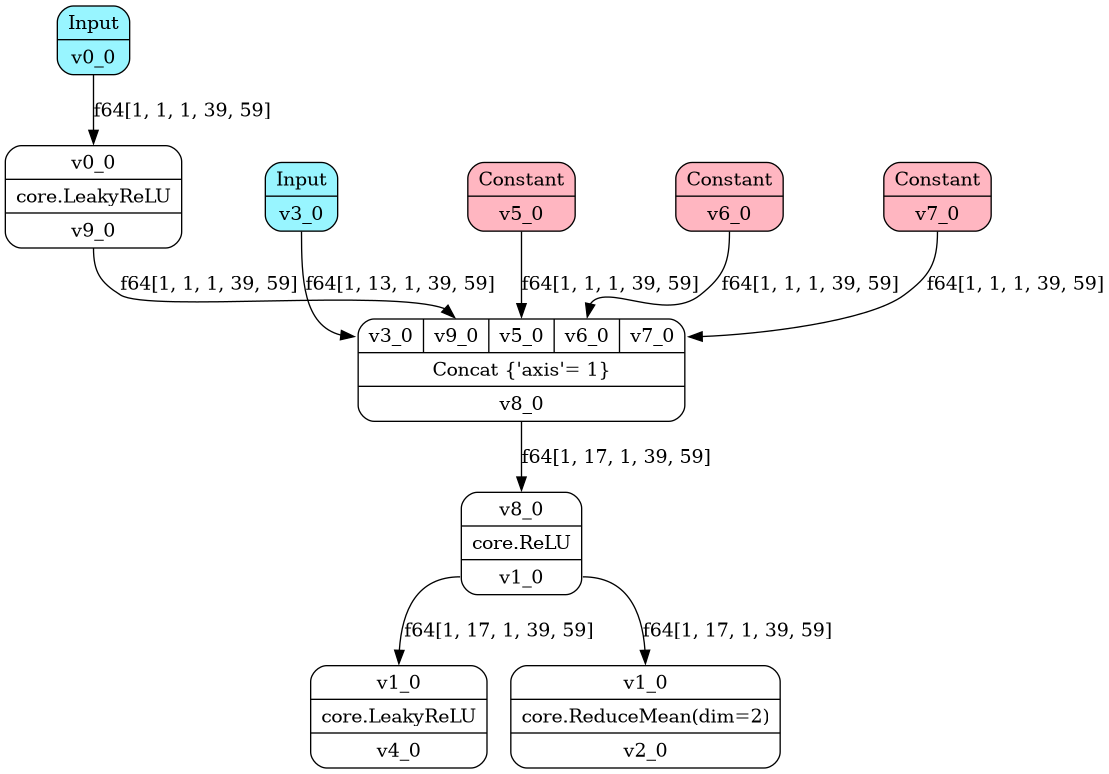 Input
v0_0
f64[1, 1, 1, 39, 59]
v0_0
core.LeakyReLU
v9_0
Input
v3_0
Constant
v5_0
Constant
v6_0
Constant
v7_0
f64[1, 1, 1, 39, 59]
f64[1, 13, 1, 39, 59]
f64[1, 1, 1, 39, 59]
f64[1, 1, 1, 39, 59]
f64[1, 1, 1, 39, 59]
v3_0 v9_0 v5_0 v6_0 v7_0
Concat {'axis'= 1}
v8_0
f64[1, 17, 1, 39, 59]
v8_0
core.ReLU
v1_0
f64[1, 17, 1, 39, 59]
f64[1, 17, 1, 39, 59]
v1_0
core.LeakyReLU
v4_0
v1_0
core.ReduceMean(dim=2)
v2_0